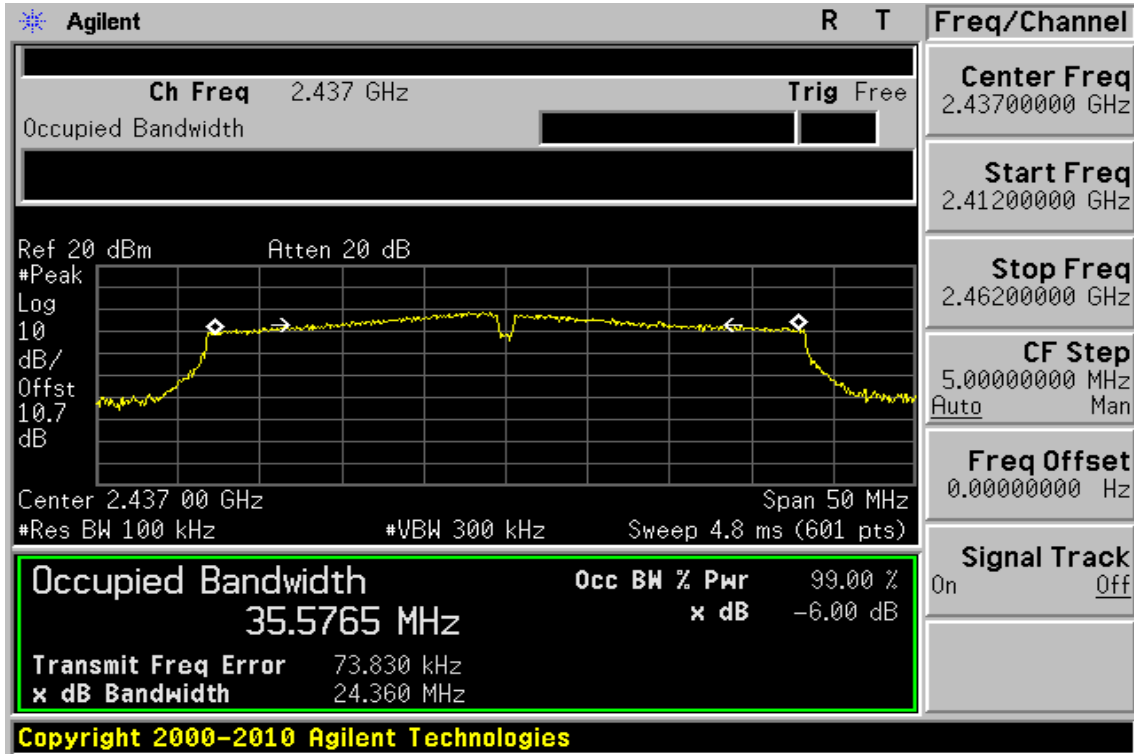 Agilent R T
Ch Freq 2.437 GHz Trig Free
Occupied Bandwidth
Ref 20 dBm Atten 20 dB
#Peak
Log
10
dB/
Offst
10.7
dB
Center 2.437 00 GHz Span 50 MHz
#Res BW 100 kHz #VBW 300 kHz Sweep 4.8 ms (601 pts)
Occupied Bandwidth
35.5765 MHz
Occ BW % Pwr 99.00 %
x dB -6.00 dB
Transmit Freq Error 73.830 kHz
x dB Bandwidth 24.360 MHz
Copyright 2000-2010 Agilent Technologies
Freq/Channel
Center Freq
2.43700000 GHz
Start Freq
2.41200000 GHz
Stop Freq
2.46200000 GHz
CF Step
5.00000000 MHz
Auto Man
Freq Offset
0.00000000 Hz
Signal Track
On Off